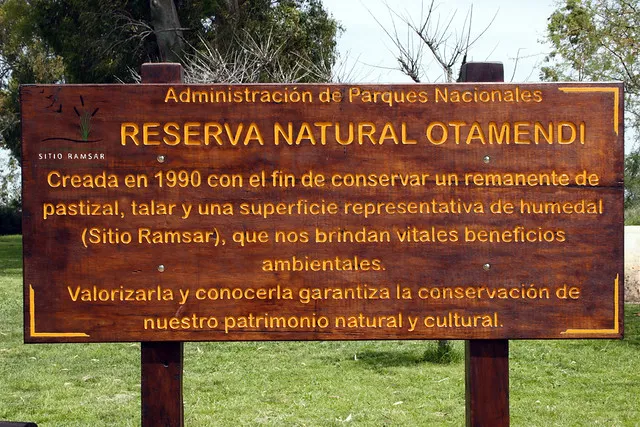 Administración de Parques Nacionales
RESERVA NATURAL OTAMENDI
SITIO RAMSAR
Creada en 1990 con el fin de conservar un remanente de
pastizal, talar y una superficie representativa de humedal
(Sitio Ramsar), que nos brindan vitales beneficios
ambientales.
Valorizarla y conocerla garantiza la conservación de
nuestro patrimonio natural y cultural.